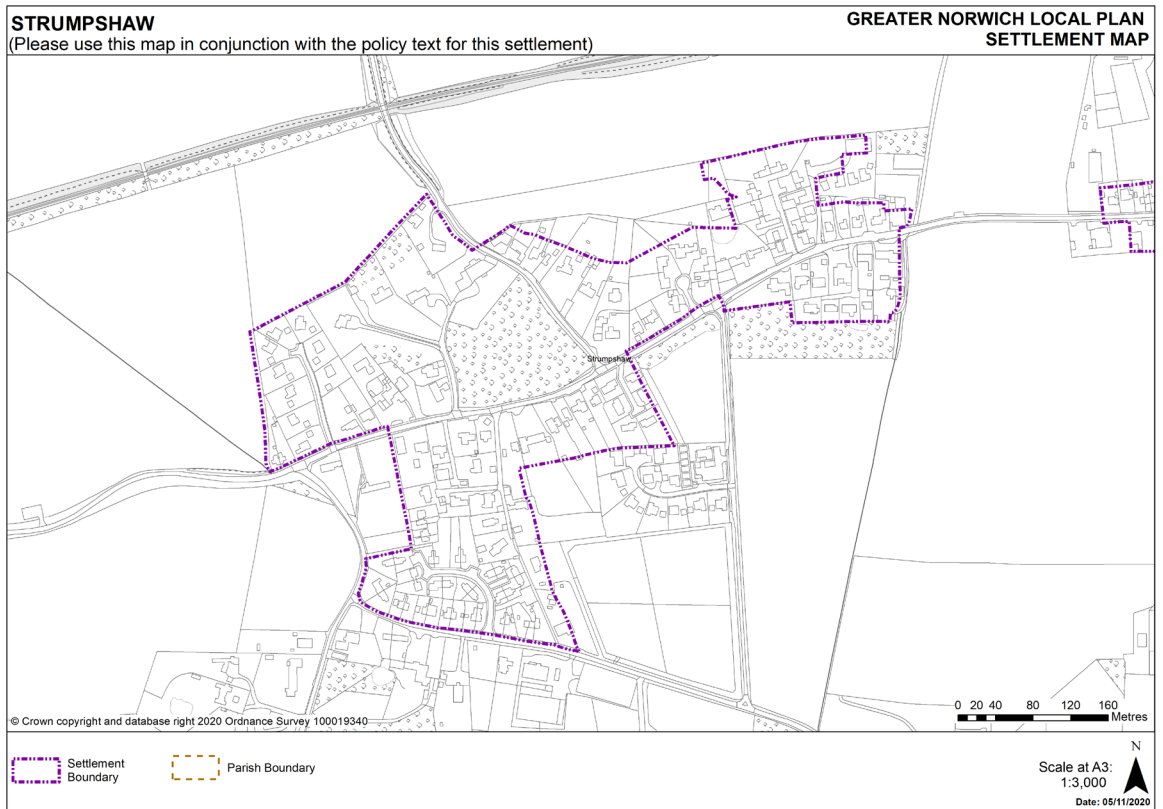 STRUMPSHAW
(Please use this map in conjunction with the policy text for this settlement)
GREATER NORWICH LOCAL PLAN
SETTLEMENT MAP
Strumpshaw
© Crown copyright and database right 2020 Ordnance Survey 100019340
0 20 40 80 120 160
Metres
Settlement
Boundary
Parish Boundary
N
Scale at A3:
1:3,000
Date: 05/11/2020